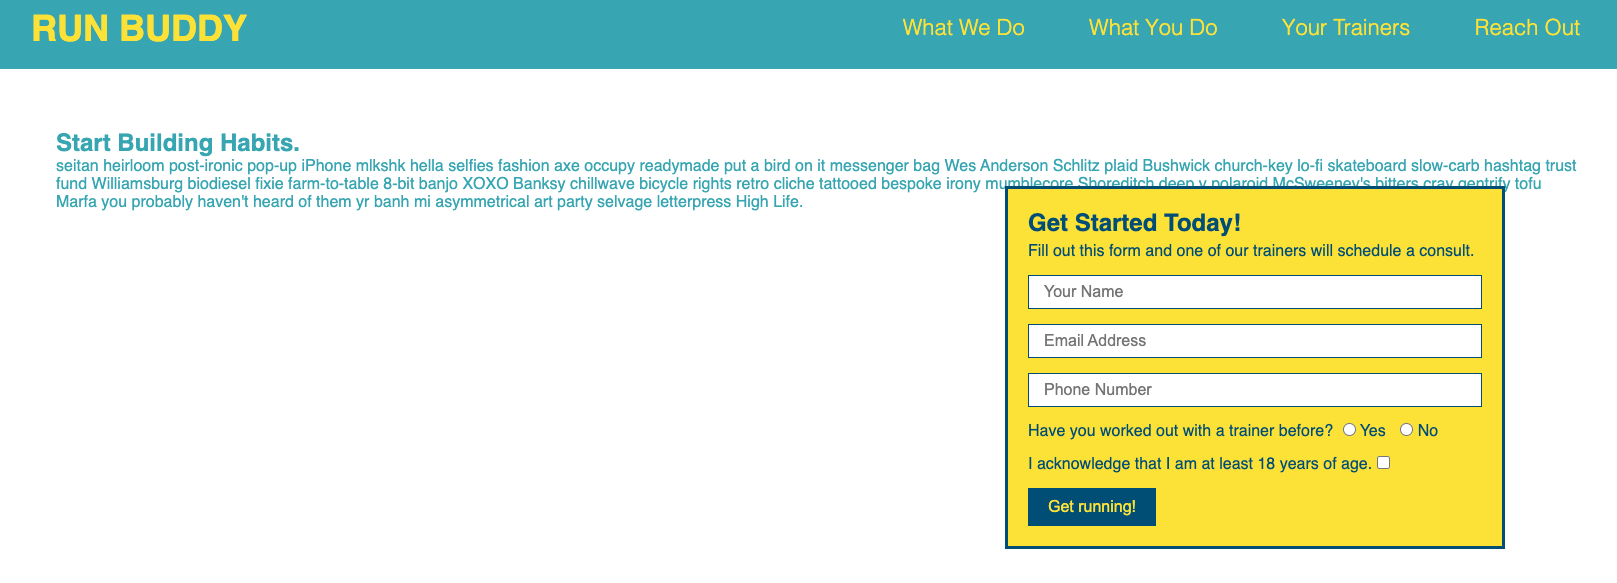 RUN BUDDY
What We Do
What You Do
Your Trainers
Reach Out
Start Building Habits.
seitan heirloom post-ironic pop-up iPhone mlkshk hella selfies fashion axe occupy readymade put a bird on it messenger bag Wes Anderson Schlitz plaid Bushwick church-key lo-fi skateboard slow-carb hashtag trust
fund Williamsburg biodiesel fixie farm-to-table 8-bit banjo XOXO Banksy chillwave bicycle rights retro cliche tattooed bespoke irony mumblecore Shoreditch deep v polaroid McSweeney's bitters cray gentrify tofu
Marfa you probably haven't heard of them yr banh mi asymmetrical art party selvage letterpress High Life.
Get Started Today!
Fill out this form and one of our trainers will schedule a consult.
Your Name
Email Address
Phone Number
Have you worked out with a trainer before? Yes No
I acknowledge that I am at least 18 years of age.
Get running!